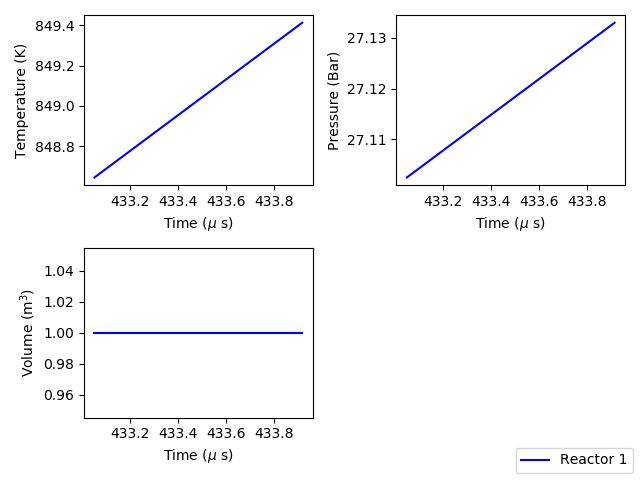 849.4
849.2
849.0
848.8
Temperature (K)
433.2 433.4 433.6 433.8
Time (μ s)
27.13
27.12
27.11
Pressure (Bar)
433.2 433.4 433.6 433.8
Time (μ s)
1.04
1.02
1.00
0.98
0.96
Volume (m³)
433.2 433.4 433.6 433.8
Time (μ s)
Reactor 1